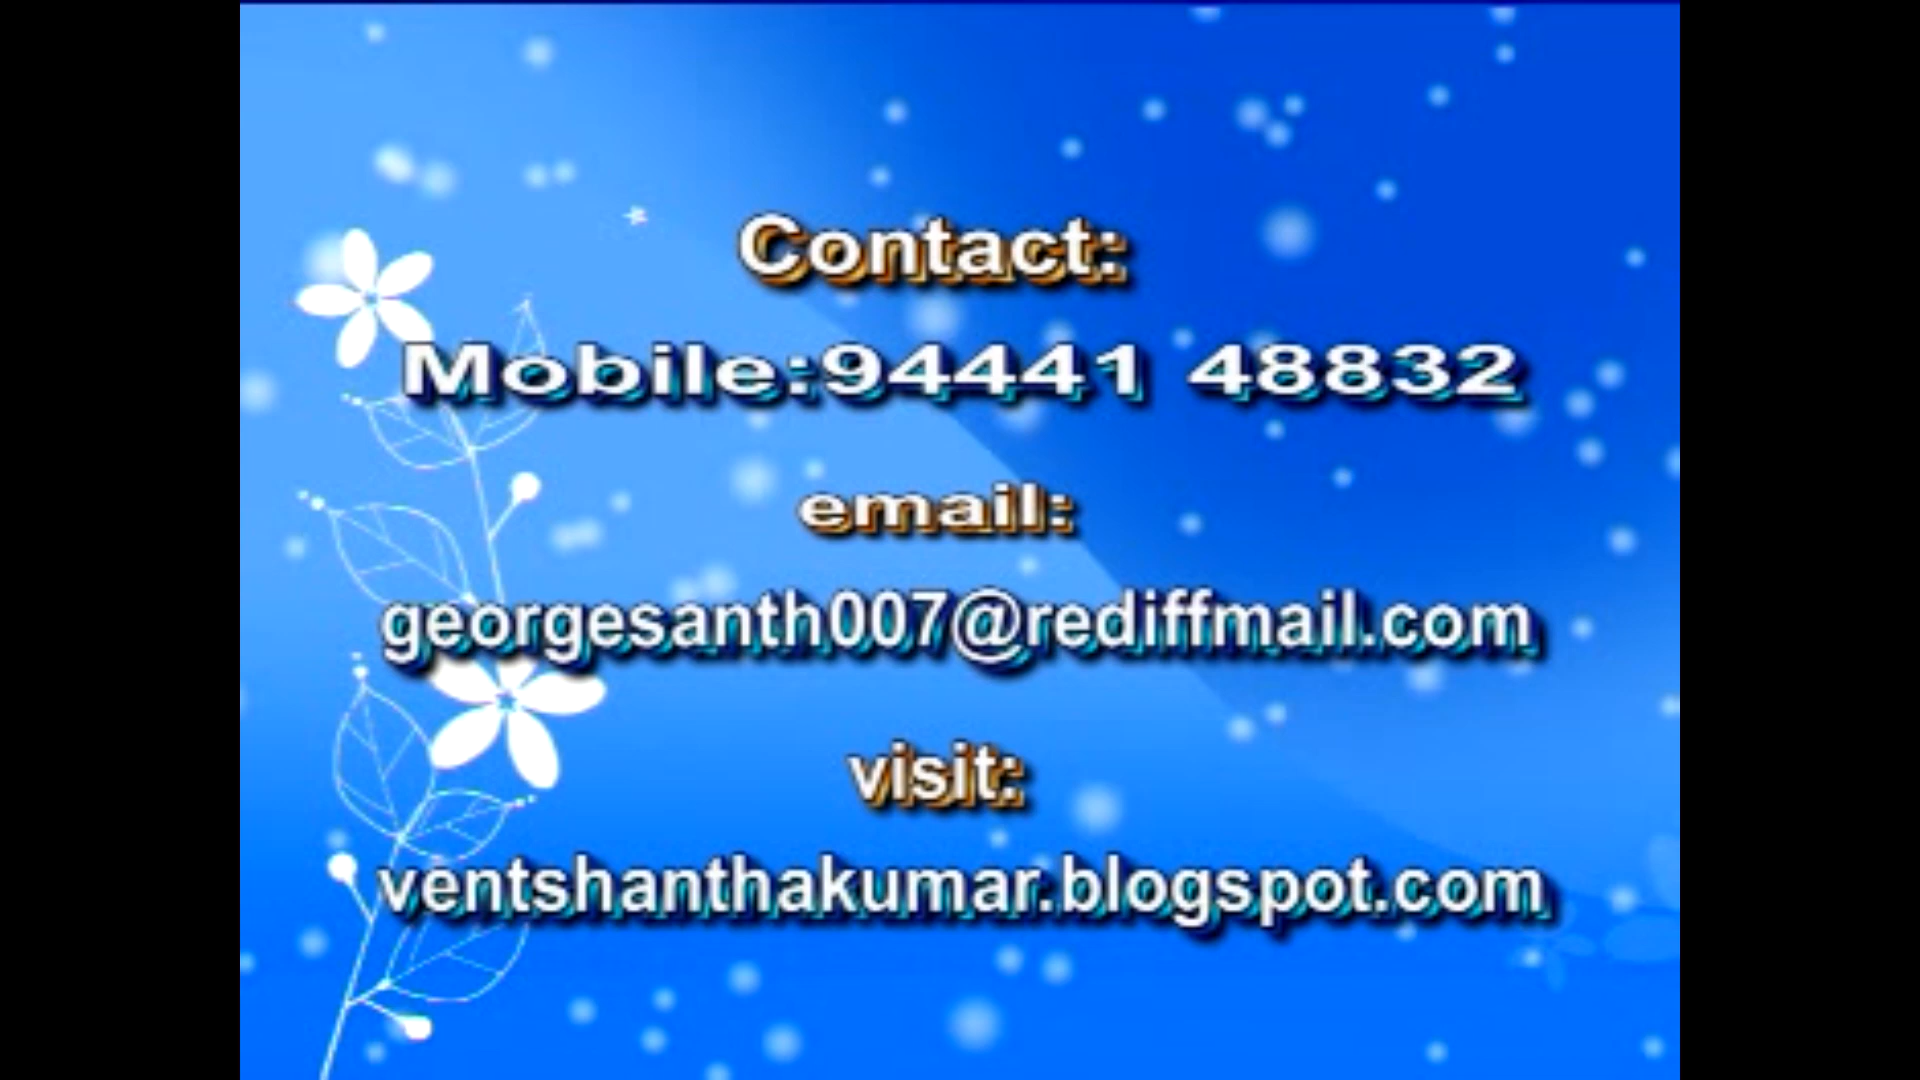 Contact:
Mobile:94441 48832
email:
georgesanth007@rediffmail.com
visit:
ventshanthakumar.blogspot.com